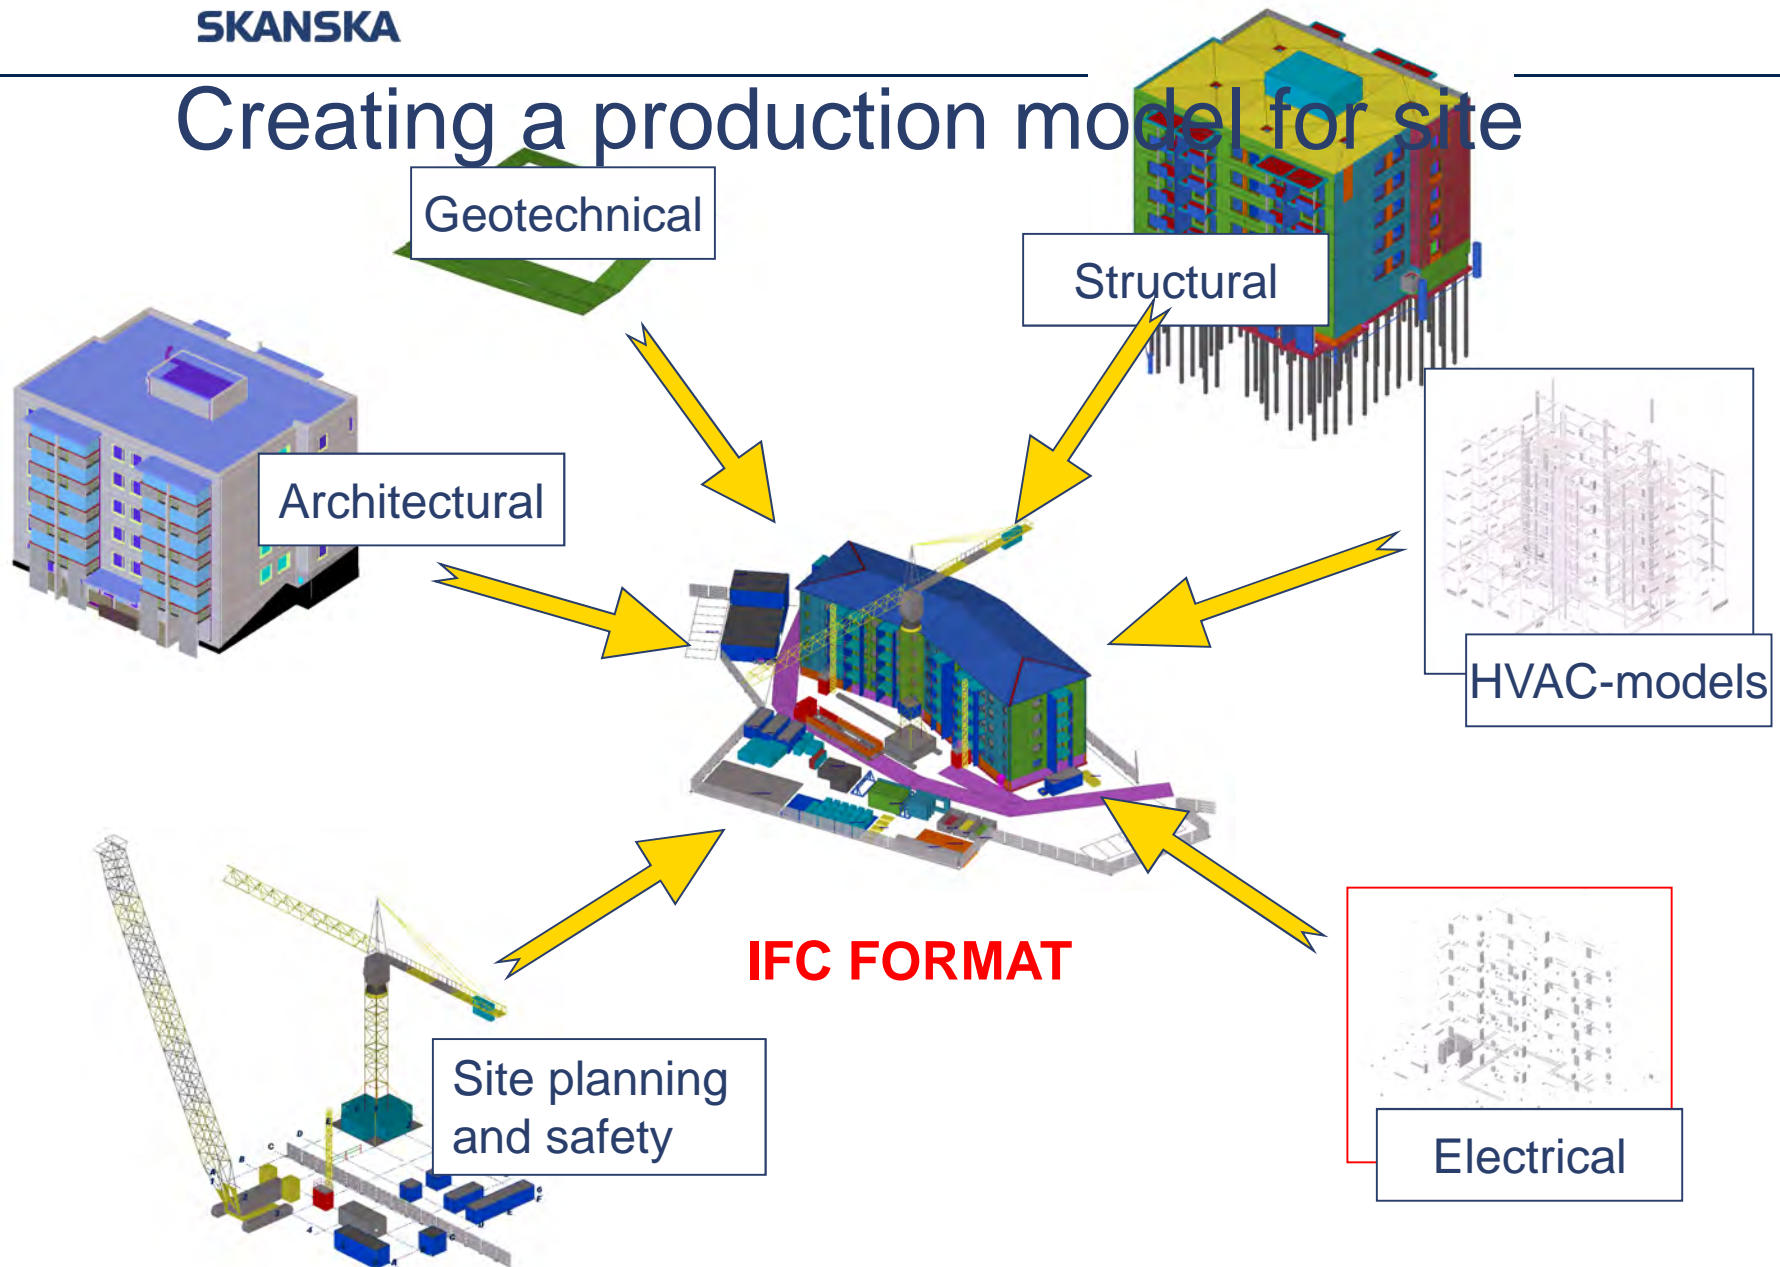 SKANSKA
Creating a production model for site
Geotechnical
Structural
Architectural
HVAC-models
IFC FORMAT
Site planning
and safety
Electrical